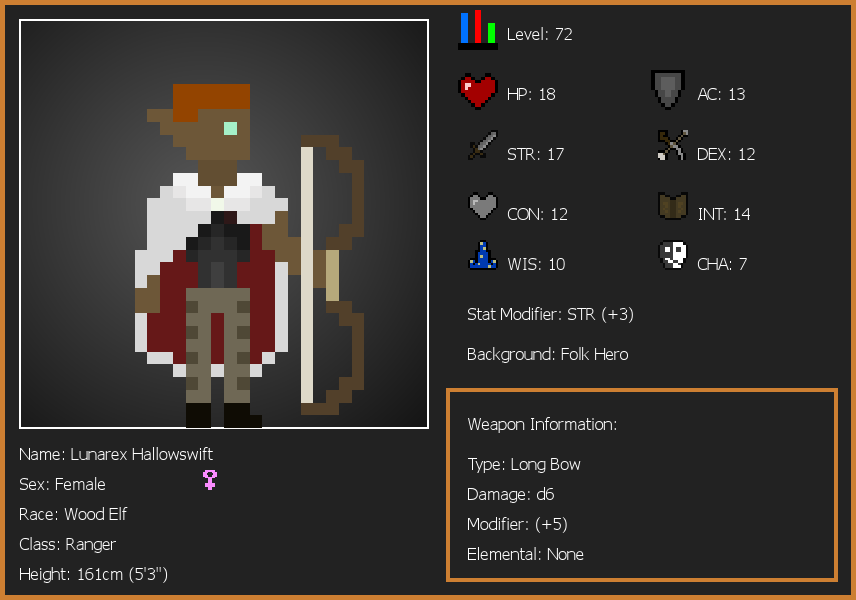 Level: 72
HP: 18
AC: 13
STR: 17
DEX: 12
CON: 12
INT: 14
WIS: 10
CHA: 7
Stat Modifier: STR (+3)
Background: Folk Hero
Weapon Information:
Type: Long Bow
Damage: d6
Modifier: (+5)
Elemental: None
Name: Lunarex Hallowswift
Sex: Female
Race: Wood Elf
Class: Ranger
Height: 161cm (5'3")